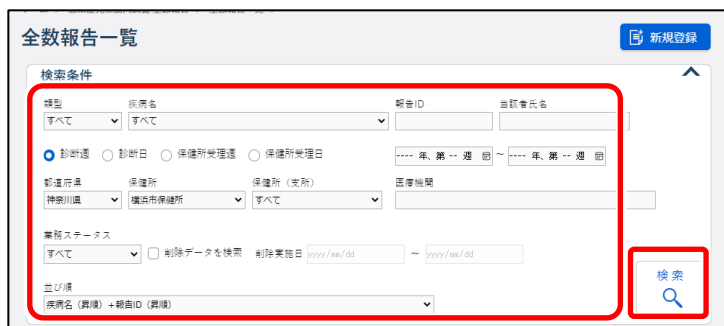 全数報告一覧
新規登録
検索条件
類型 疾病名 報告ID 当該者氏名
すべて すべて
診断週 診断日 保健所受理週 保健所受理日 ---- 年、第 -- 週 ~ ---- 年、第 -- 週
都道府県 保健所 保健所（支所） 医療機関
神奈川県 横浜市保健所 すべて
業務ステータス
すべて 削除データを検索 削除実施日 yyyy/mm/dd ~ yyyy/mm/dd
検索
並び順
疾病名（昇順）+報告ID（昇順）